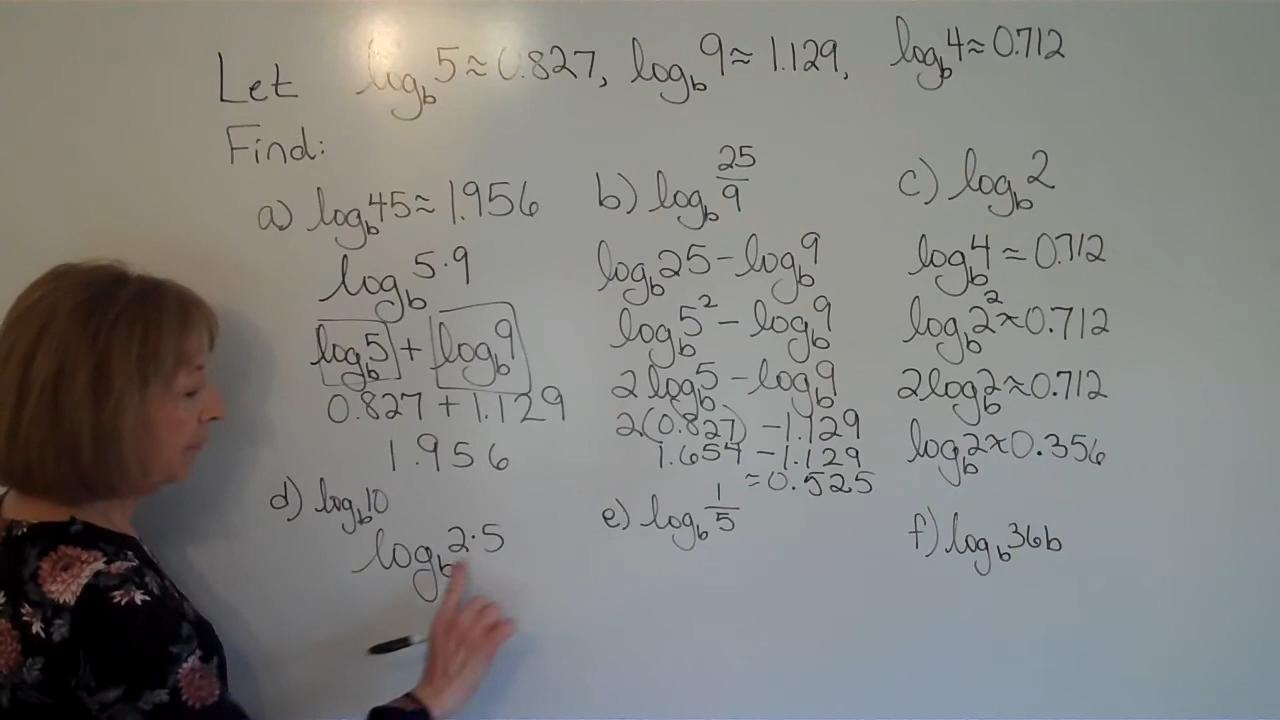 Let log_b 5 ≈ 0.827, log_b 9 ≈ 1.129, log_b 4 ≈ 0.712
Find:
a) log_b 45 ≈ 1.956
log_b 5·9
log_b 5 + log_b 9
0.827 + 1.129
1.956
b) log_b 25/9
log_b 25 - log_b 9
log_b 5² - log_b 9
2 log_b 5 - log_b 9
2(0.827) - 1.129
1.654 - 1.129
≈ 0.525
c) log_b 2
log_b 4 ≈ 0.712
log_b 2² ≈ 0.712
2 log_b 2 ≈ 0.712
log_b 2 ≈ 0.356
d) log_b 10
log_b 2·5
e) log_b 1/5
f) log_b 36b